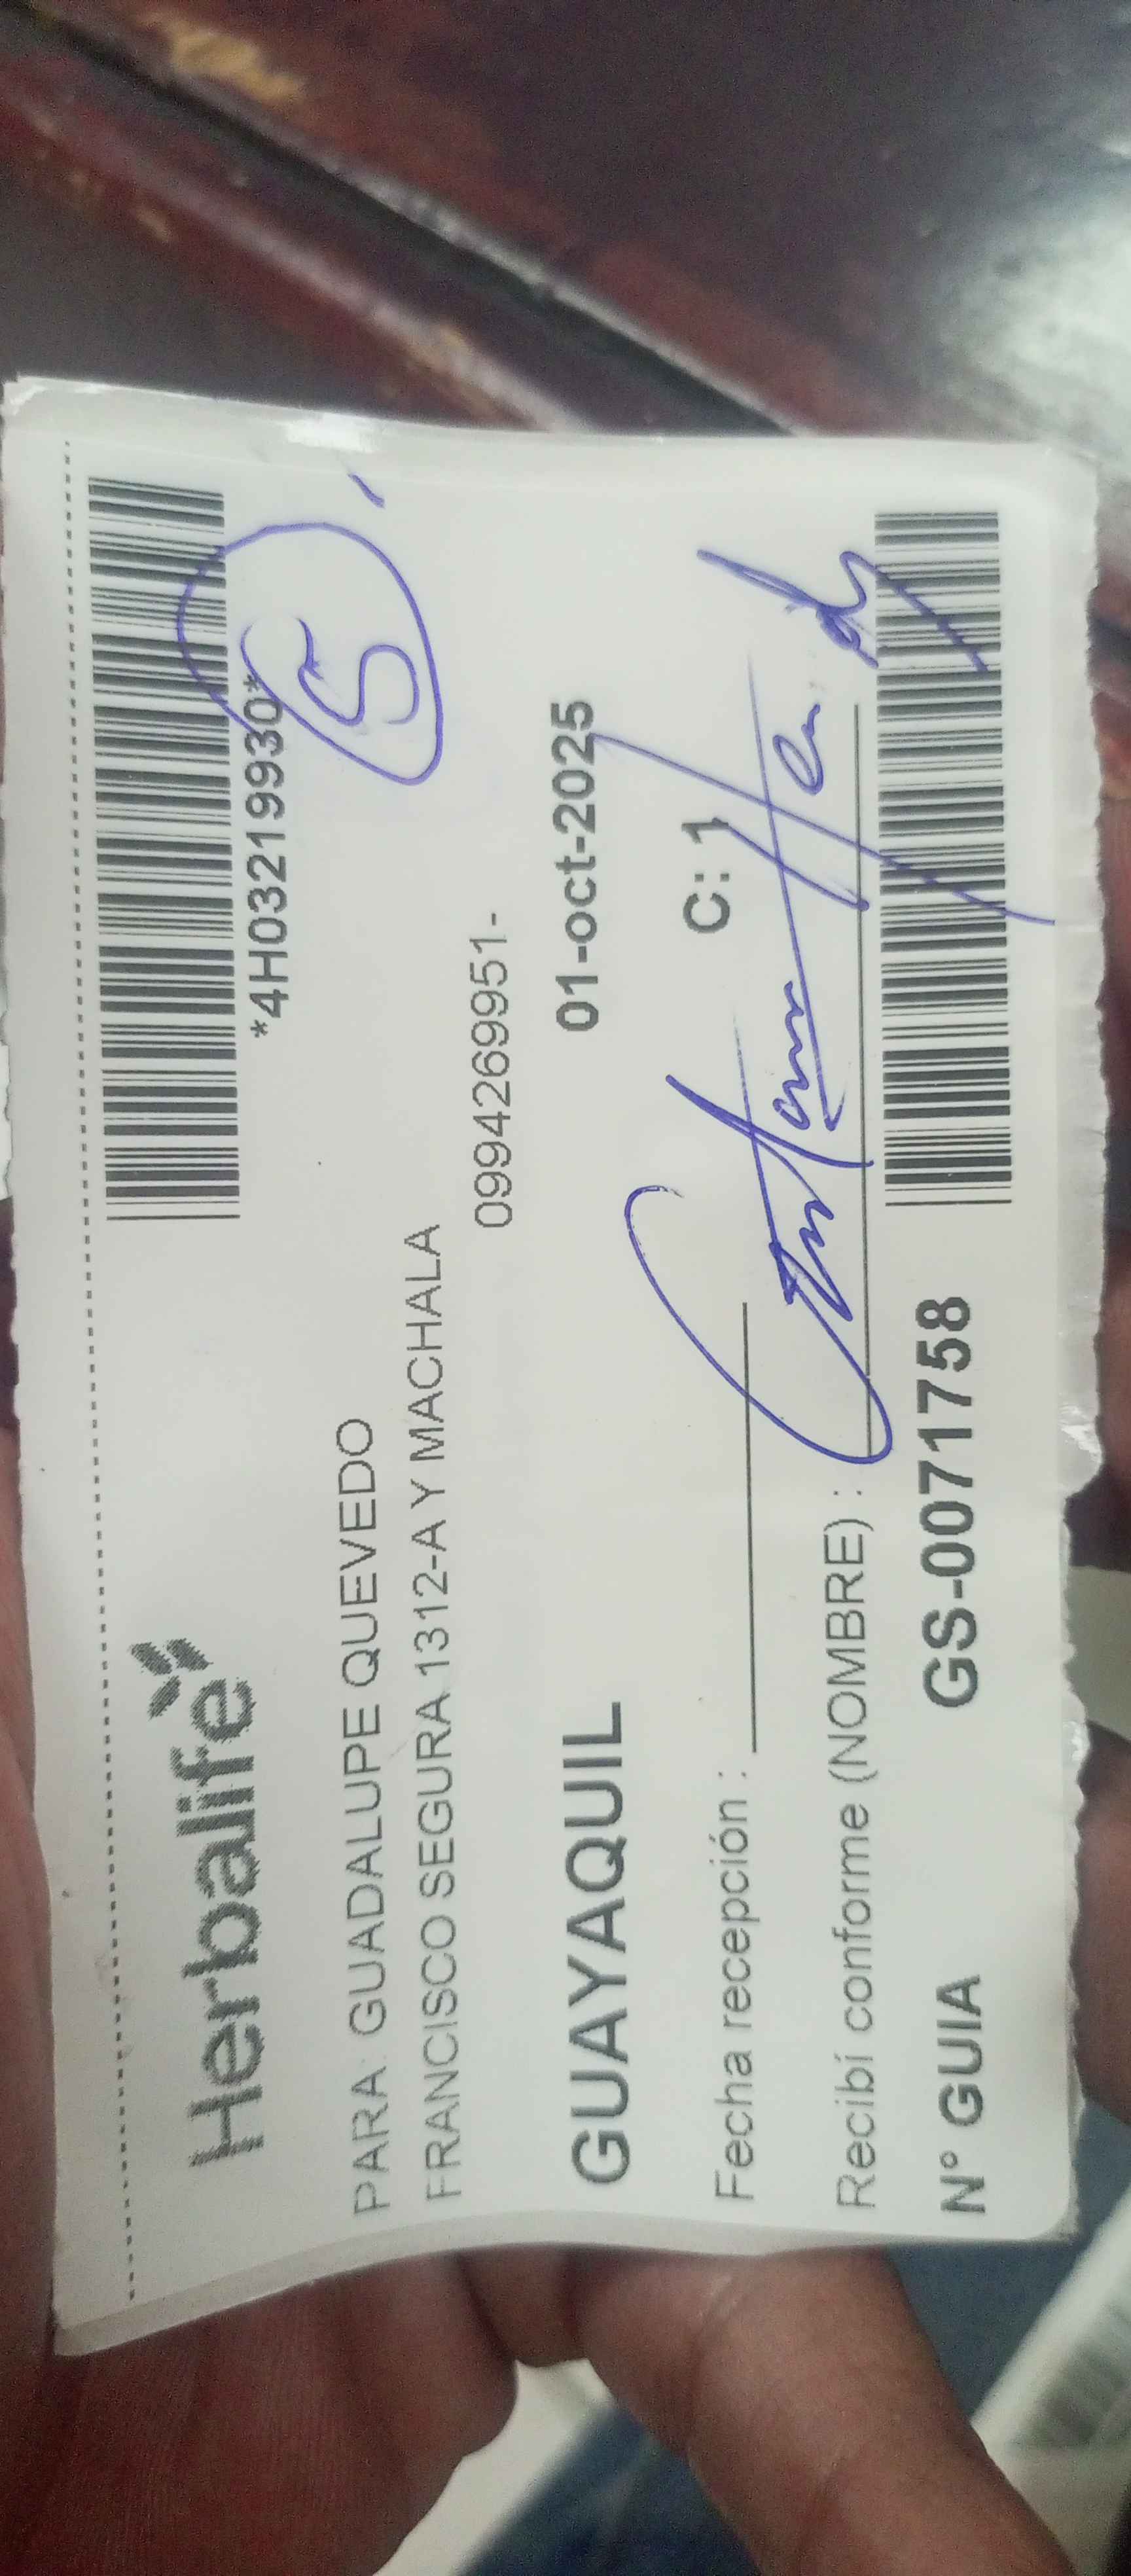 Herbalife
*4H03219930*
PARA: GUADALUPE QUEVEDO
FRANCISCO SEGURA 1312-A Y MACHALA
0994269951-
GUAYAQUIL 01-oct-2025
Fecha recepción : C: 1
Recibí conforme (NOMBRE) :
N° GUIA GS-0071758